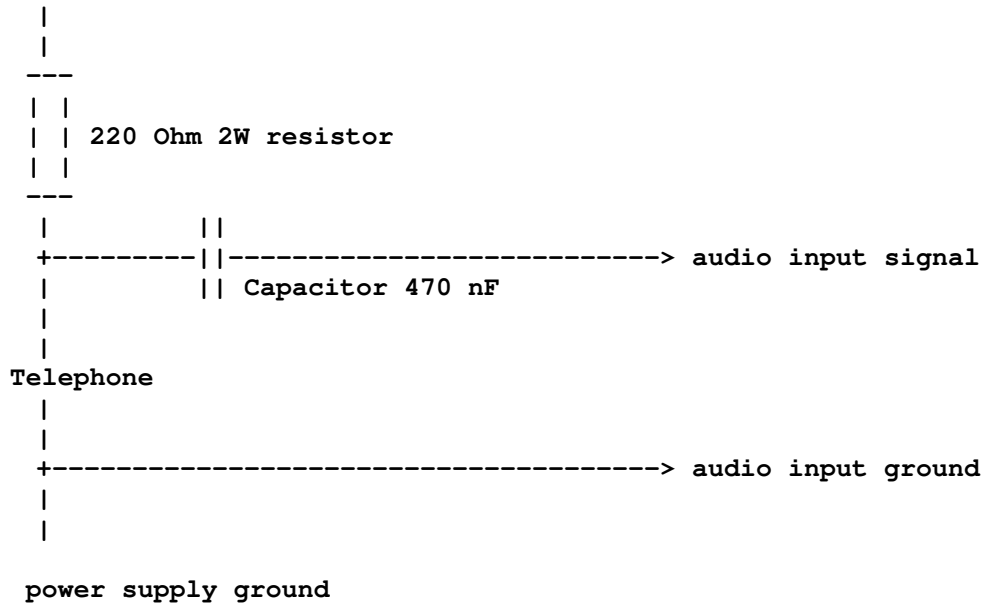 220 Ohm 2W resistor
audio input signal
Capacitor 470 nF
Telephone
audio input ground
power supply ground